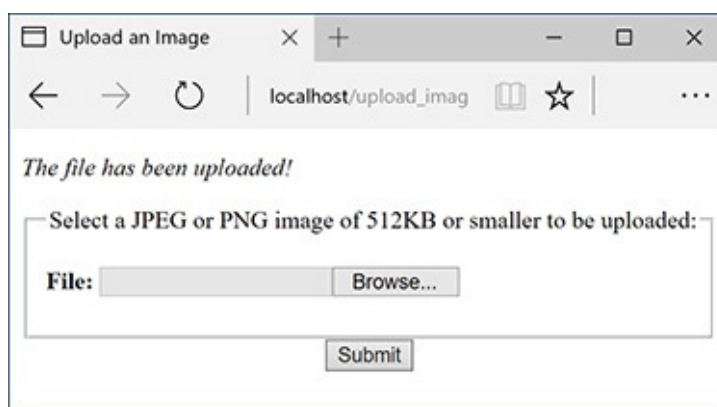 Upload an Image
localhost/upload_imag
The file has been uploaded!
Select a JPEG or PNG image of 512KB or smaller to be uploaded:
File: Browse...
Submit